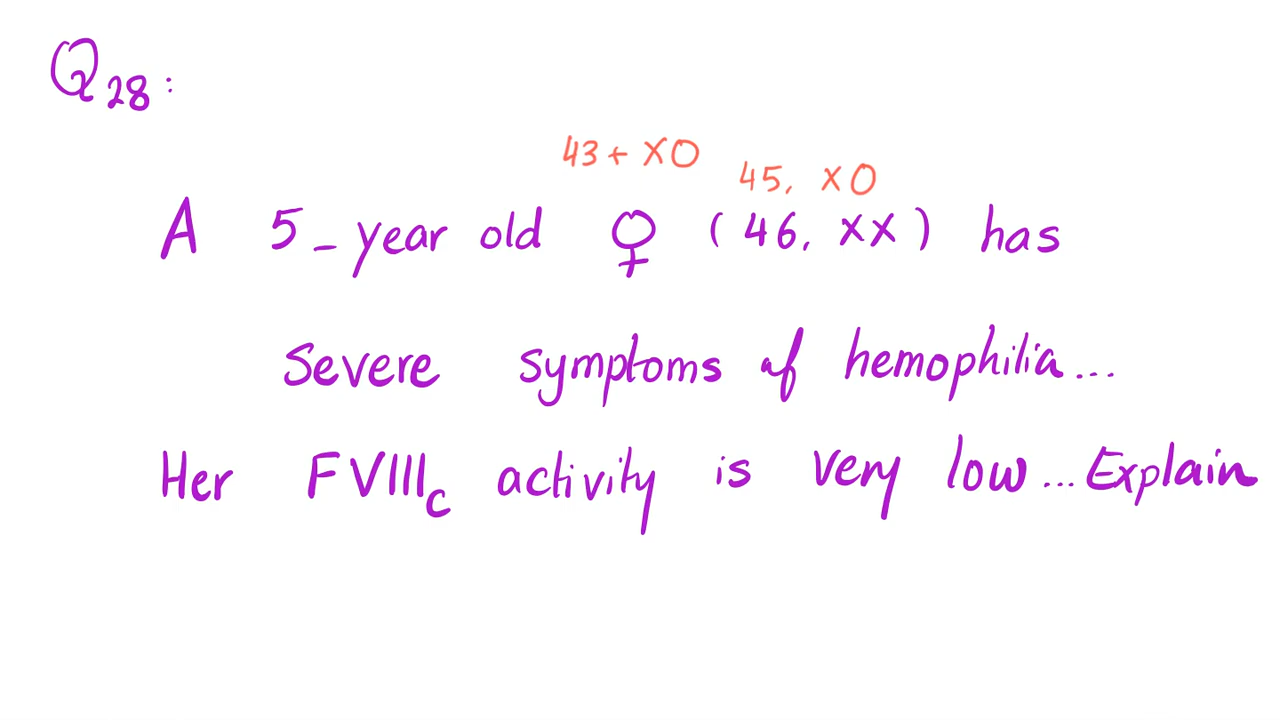 Q28:
43+ XO
45, XO
A 5-year old ♀ (46, XX) has
severe symptoms of hemophilia...
Her FVIIIc activity is very low...Explain